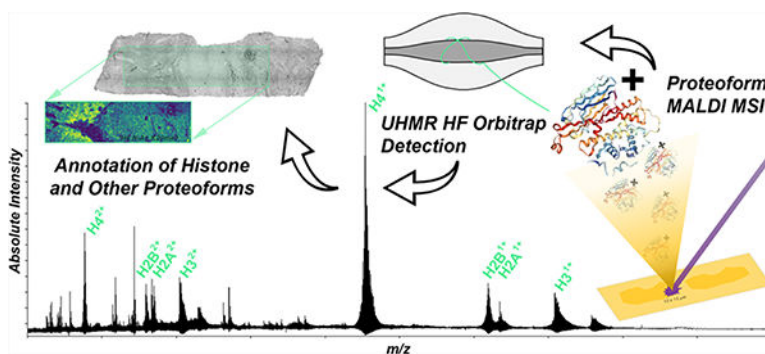 Proteoform
MALDI MSI
UHMR HF Orbitrap
Detection
Annotation of Histone
and Other Proteoforms
Absolute Intensity
H4²⁺
H2B²⁺
H2A²⁺
H3²⁺
H4¹⁺
H2B¹⁺
H2A¹⁺
H3¹⁺
m/z